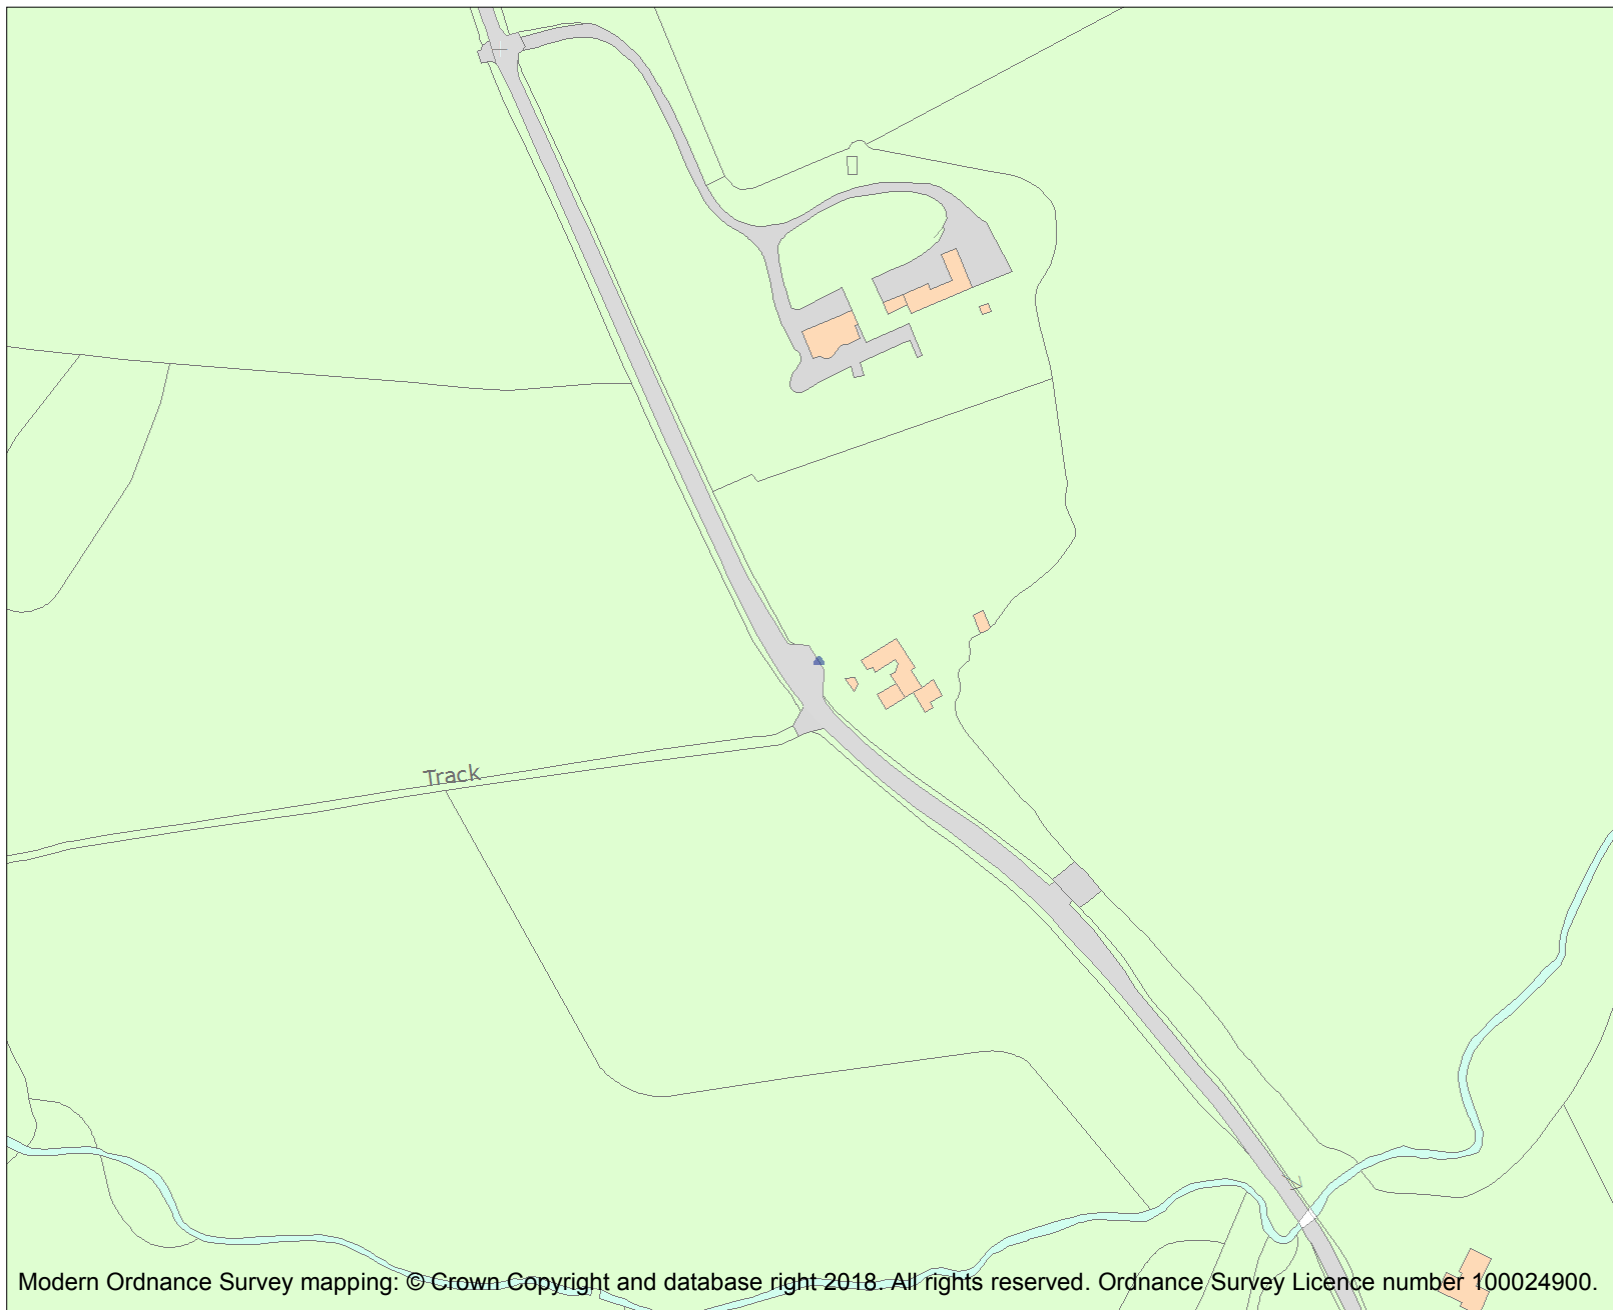 Track
Modern Ordnance Survey mapping: © Crown Copyright and database right 2018. All rights reserved. Ordnance Survey Licence number 100024900.